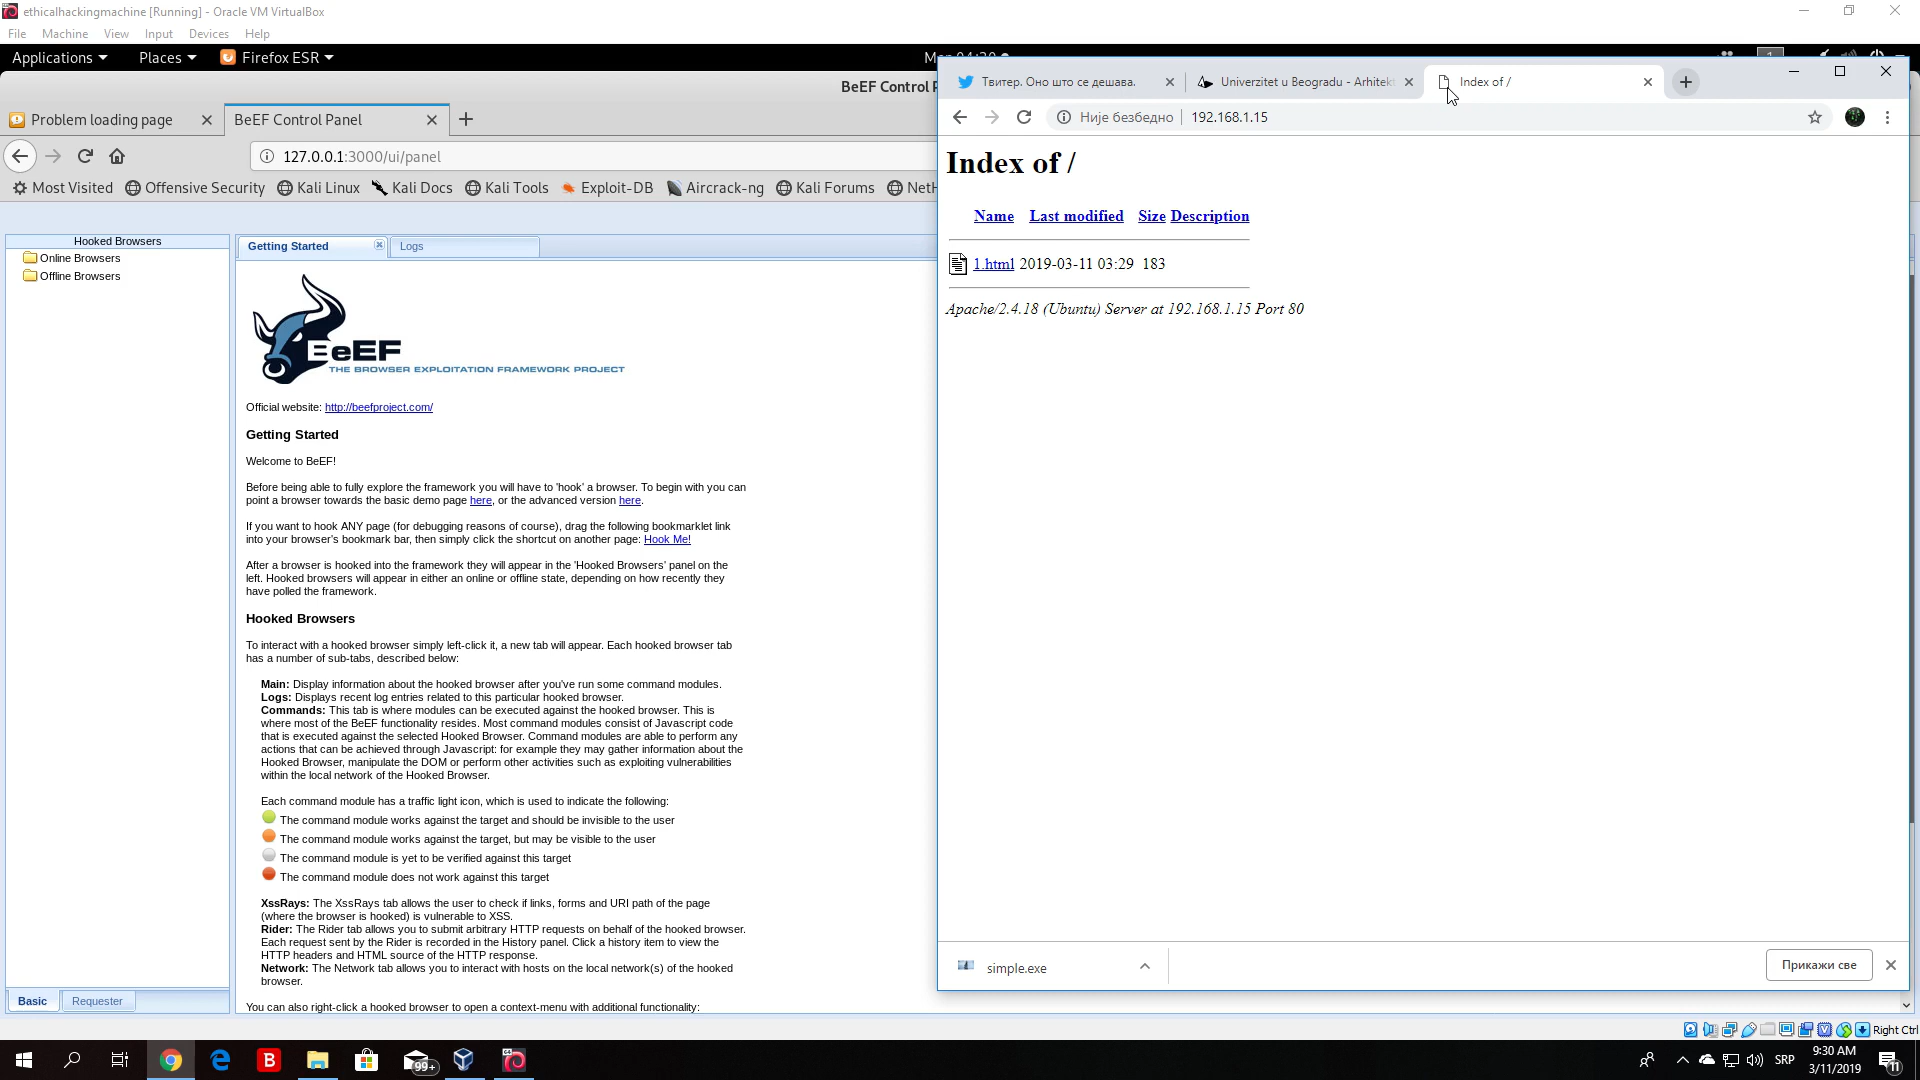 ethicalhackingmachine [Running] - Oracle VM VirtualBox
File Machine View Input Devices Help
Applications Places Firefox ESR
BeEF Control
Problem loading page
BeEF Control Panel
127.0.0.1:3000/ui/panel
Most Visited Offensive Security Kali Linux Kali Docs Kali Tools Exploit-DB Aircrack-ng Kali Forums
Hooked Browsers
Online Browsers
Offline Browsers
Basic Requester
Getting Started Logs
BeEF
THE BROWSER EXPLOITATION FRAMEWORK PROJECT
Official website: http://beefproject.com/
Getting Started
Welcome to BeEF!
Before being able to fully explore the framework you will have to 'hook' a browser. To begin with you can
point a browser towards the basic demo page here, or the advanced version here.
If you want to hook ANY page (for debugging reasons of course), drag the following bookmarklet link
into your browser's bookmark bar, then simply click the shortcut on another page: Hook Me!
After a browser is hooked into the framework they will appear in the 'Hooked Browsers' panel on the
left. Hooked browsers will appear in either an online or offline state, depending on how recently they
have polled the framework.
Hooked Browsers
To interact with a hooked browser simply left-click it, a new tab will appear. Each hooked browser tab
has a number of sub-tabs, described below:
Main: Display information about the hooked browser after you've run some command modules.
Logs: Displays recent log entries related to this particular hooked browser.
Commands: This tab is where modules can be executed against the hooked browser. This is
where most of the BeEF functionality resides. Most command modules consist of Javascript code
that is executed against the selected Hooked Browser. Command modules are able to perform any
actions that can be achieved through Javascript: for example they may gather information about the
Hooked Browser, manipulate the DOM or perform other activities such as exploiting vulnerabilities
within the local network of the Hooked Browser.
Each command module has a traffic light icon, which is used to indicate the following:
The command module works against the target and should be invisible to the user
The command module works against the target, but may be visible to the user
The command module is yet to be verified against this target
The command module does not work against this target
XssRays: The XssRays tab allows the user to check if links, forms and URI path of the page
(where the browser is hooked) is vulnerable to XSS.
Rider: The Rider tab allows you to submit arbitrary HTTP requests on behalf of the hooked browser.
Each request sent by the Rider is recorded in the History panel. Click a history item to view the
HTTP headers and HTML source of the HTTP response.
Network: The Network tab allows you to interact with hosts on the local network(s) of the hooked
browser.
You can also right-click a hooked browser to open a context-menu with additional functionality:
Твитер. Оно што се дешава.
Univerzitet u Beogradu - Arhitekt
Index of /
Није безбедно 192.168.1.15
Index of /
Name Last modified Size Description
1.html 2019-03-11 03:29 183
Apache/2.4.18 (Ubuntu) Server at 192.168.1.15 Port 80
simple.exe
Прикажи све
Right Ctrl
B
99+
64
SRP
9:30 AM
3/11/2019
11